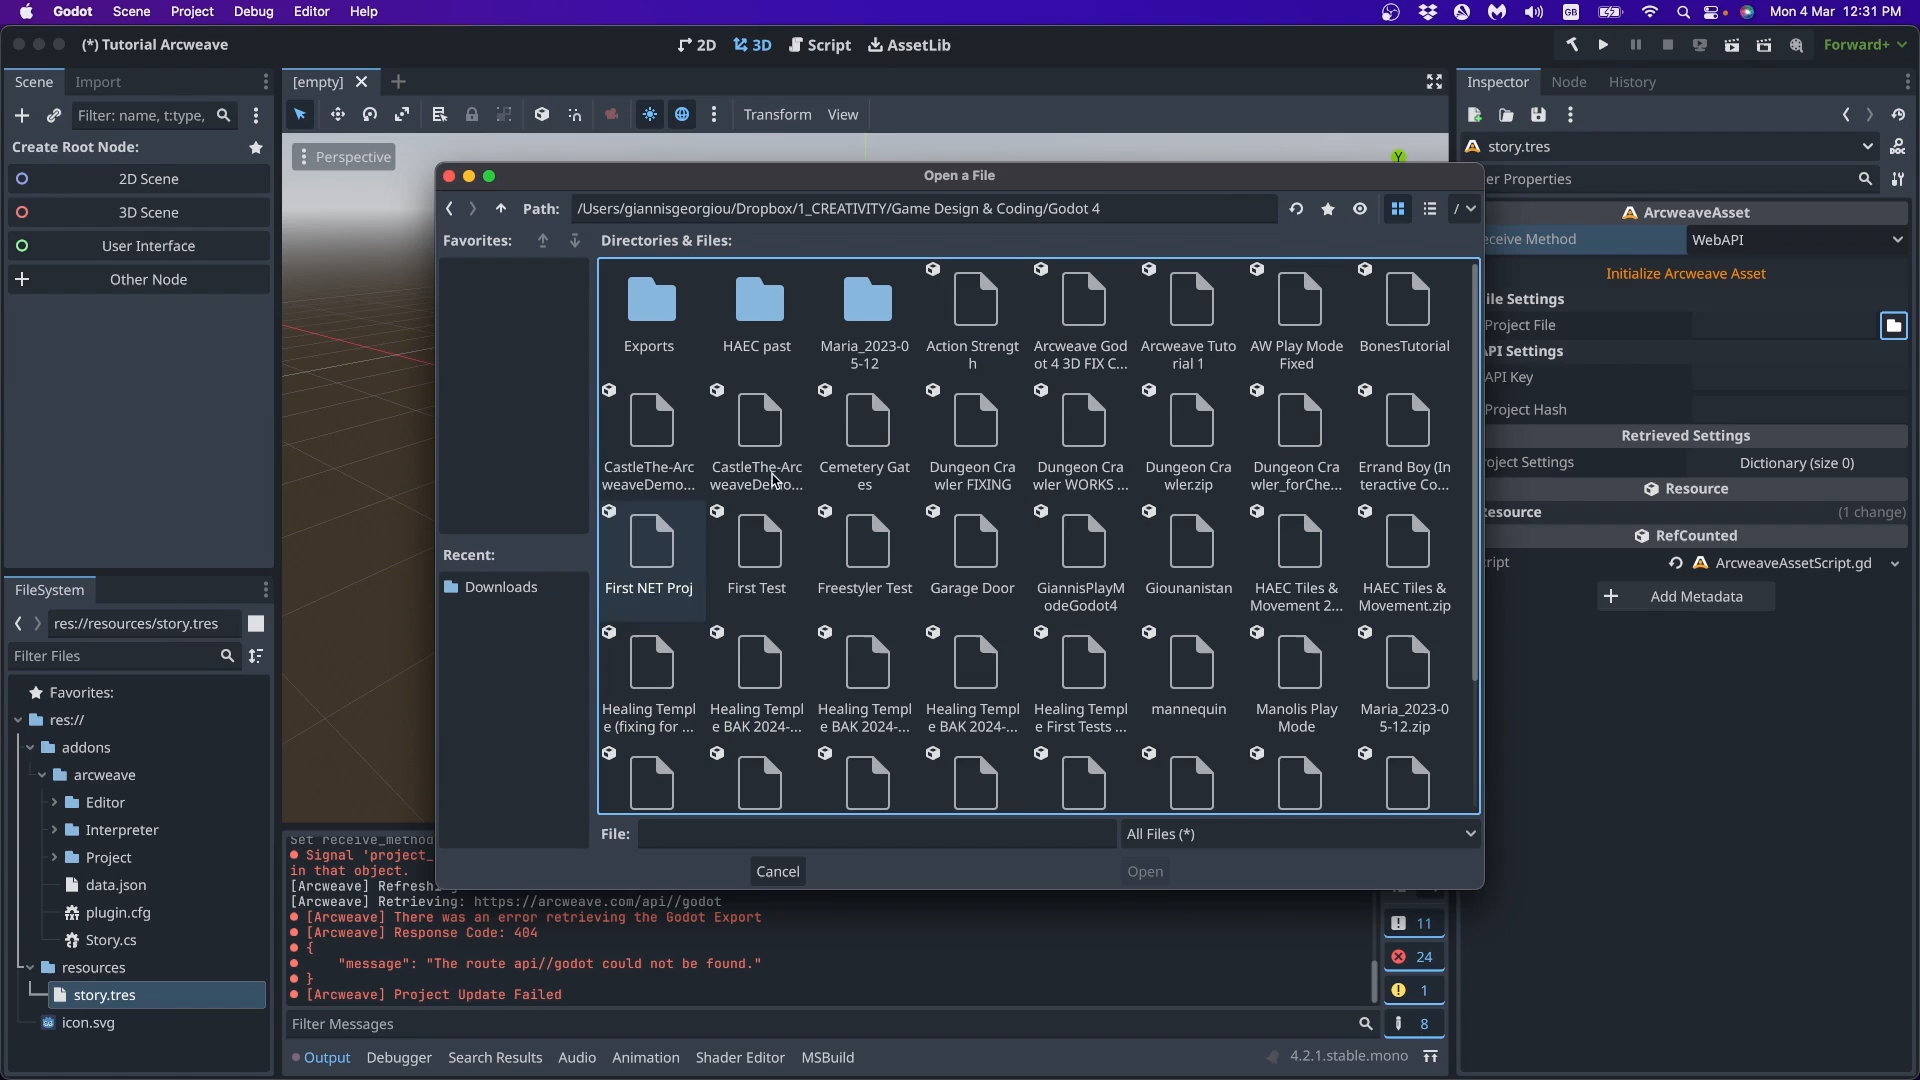 Godot Scene Project Debug Editor Help
GB
Mon 4 Mar 12:31 PM
(*) Tutorial Arcweave
2D 3D Script AssetLib
Forward+
Scene Import
[empty]
Inspector Node History
Filter: name, t:type,
Transform View
Create Root Node:
2D Scene
3D Scene
User Interface
Other Node
Perspective
Y
story.tres
DOC
er Properties
ArcweaveAsset
eceive Method WebAPI
Initialize Arcweave Asset
ile Settings
Project File
API Settings
API Key
Project Hash
Retrieved Settings
oject Settings Dictionary (size 0)
Resource
esource (1 change)
RefCounted
ript ArcweaveAssetScript.gd
Add Metadata
Open a File
Path: /Users/giannisgeorgiou/Dropbox/1_CREATIVITY/Game Design & Coding/Godot 4 /
Favorites:
Directories & Files:
Recent:
Downloads
Exports
HAEC past
Maria_2023-0
5-12
Action Strengt
h
Arcweave God
ot 4 3D FIX C...
Arcweave Tuto
rial 1
AW Play Mode
Fixed
BonesTutorial
CastleThe-Arc
weaveDemo...
CastleThe-Arc
weaveDemo...
Cemetery Gat
es
Dungeon Cra
wler FIXING
Dungeon Cra
wler WORKS ...
Dungeon Cra
wler.zip
Dungeon Cra
wler_forChe...
Errand Boy (In
teractive Co...
First NET Proj
First Test
Freestyler Test
Garage Door
GiannisPlayM
odeGodot4
Giounanistan
HAEC Tiles &
Movement 2...
HAEC Tiles &
Movement.zip
Healing Templ
e (fixing for ...
Healing Templ
e BAK 2024-...
Healing Templ
e BAK 2024-...
Healing Templ
e BAK 2024-...
Healing Templ
e First Tests ...
mannequin
Manolis Play
Mode
Maria_2023-0
5-12.zip
File: All Files (*)
Cancel Open
FileSystem
res://resources/story.tres
Filter Files
Favorites:
res://
addons
arcweave
Editor
Interpreter
Project
data.json
plugin.cfg
Story.cs
resources
story.tres
icon.svg
Set receive_method
Signal 'project_
in that object.
[Arcweave] Refreshi
[Arcweave] Retrieving: https://arcweave.com/api//godot
[Arcweave] There was an error retrieving the Godot Export
[Arcweave] Response Code: 404
{
"message": "The route api//godot could not be found."
}
[Arcweave] Project Update Failed
11
24
1
8
Filter Messages
Output Debugger Search Results Audio Animation Shader Editor MSBuild
4.2.1.stable.mono